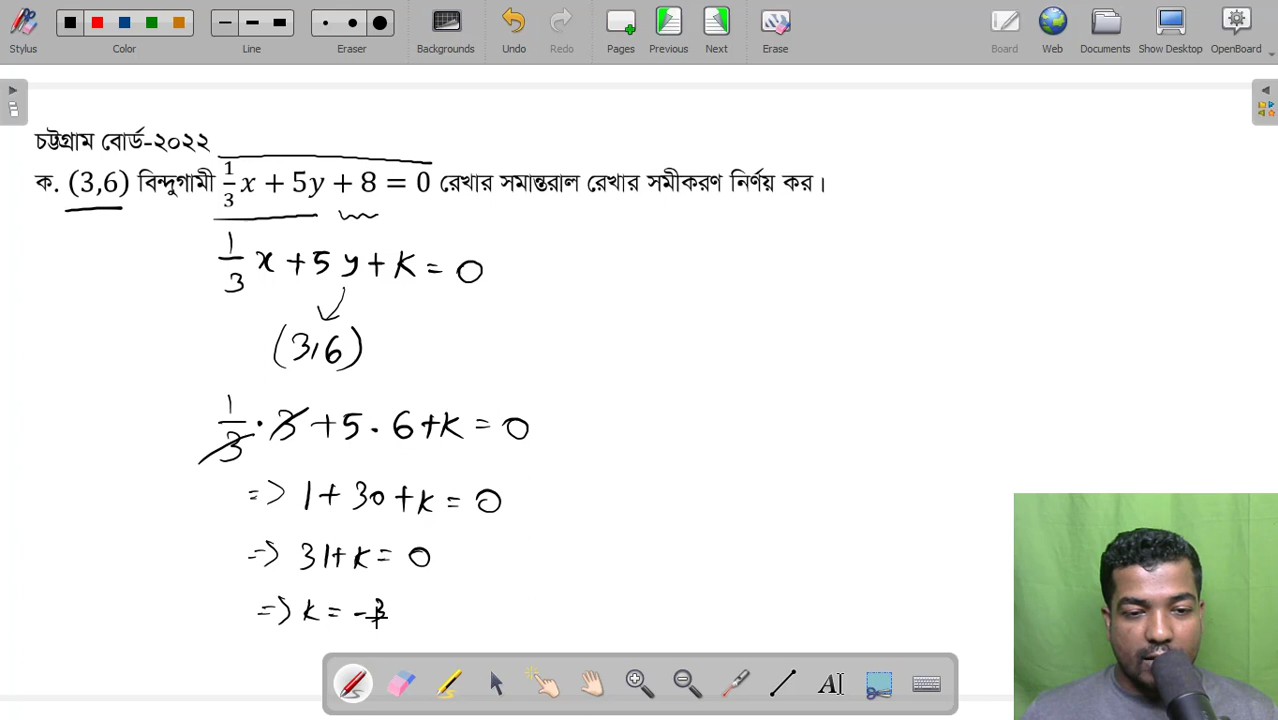 Stylus Color Line Eraser Backgrounds Undo Redo Pages Previous Next Erase Board Web Documents Show Desktop OpenBoard
চট্টগ্রাম বোর্ড-২০২২
ক. (3,6) বিন্দুগামী 1/3 x + 5y + 8 = 0 রেখার সমান্তরাল রেখার সমীকরণ নির্ণয় কর।
1/3 x + 5y + K = 0
(3,6)
1/3 · 3 + 5 . 6 + K = 0
=> 1 + 30 + K = 0
=> 31 + K = 0
=> K = -3